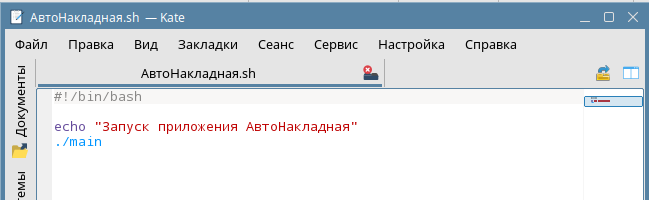 АвтоНакладная.sh — Kate
Файл Правка Вид Закладки Сеанс Сервис Настройка Справка
АвтоНакладная.sh
Документы
#!/bin/bash
echo "Запуск приложения АвтоНакладная"
./main